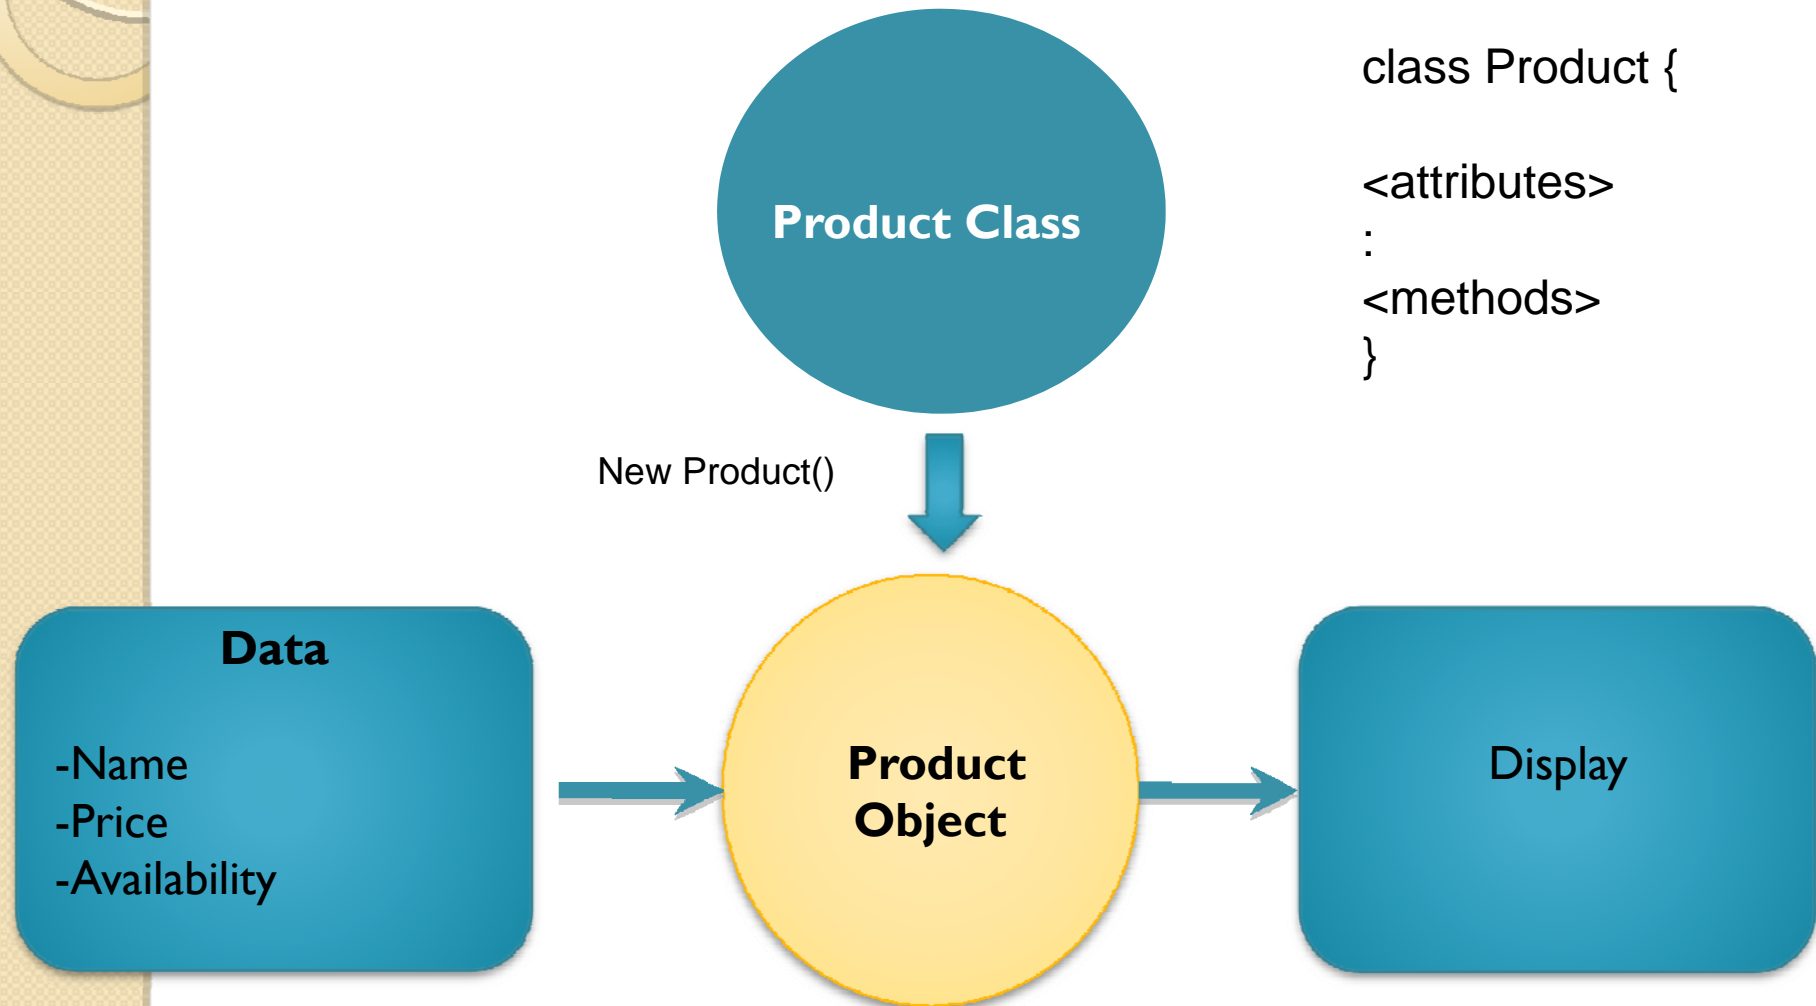 Product Class
class Product {
<attributes>
:
<methods>
}
New Product()
Data
-Name
-Price
-Availability
Product
Object
Display